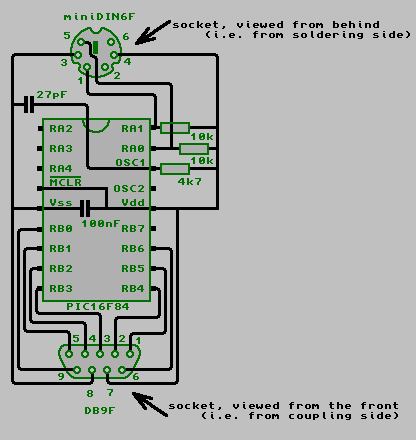 miniDIN6F
socket, viewed from behind
(i.e. from soldering side)
5
6
3
4
1
2
27pF
RA2
RA1
10k
RA3
RA0
10k
RA4
OSC1
4k7
MCLR
OSC2
Vss
Vdd
100nF
RB0
RB7
RB1
RB6
RB2
RB5
RB3
RB4
PIC16F84
5 4 3 2 1
9
6
8 7
DB9F
socket, viewed from the front
(i.e. from coupling side)